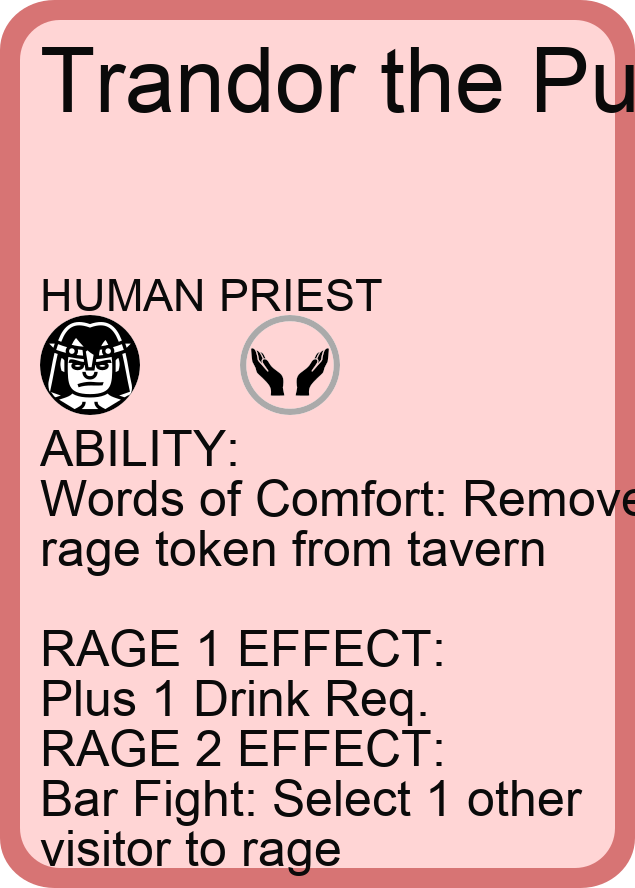 Trandor the Pu
HUMAN PRIEST
ABILITY:
Words of Comfort: Remove
rage token from tavern
RAGE 1 EFFECT:
Plus 1 Drink Req.
RAGE 2 EFFECT:
Bar Fight: Select 1 other
visitor to rage